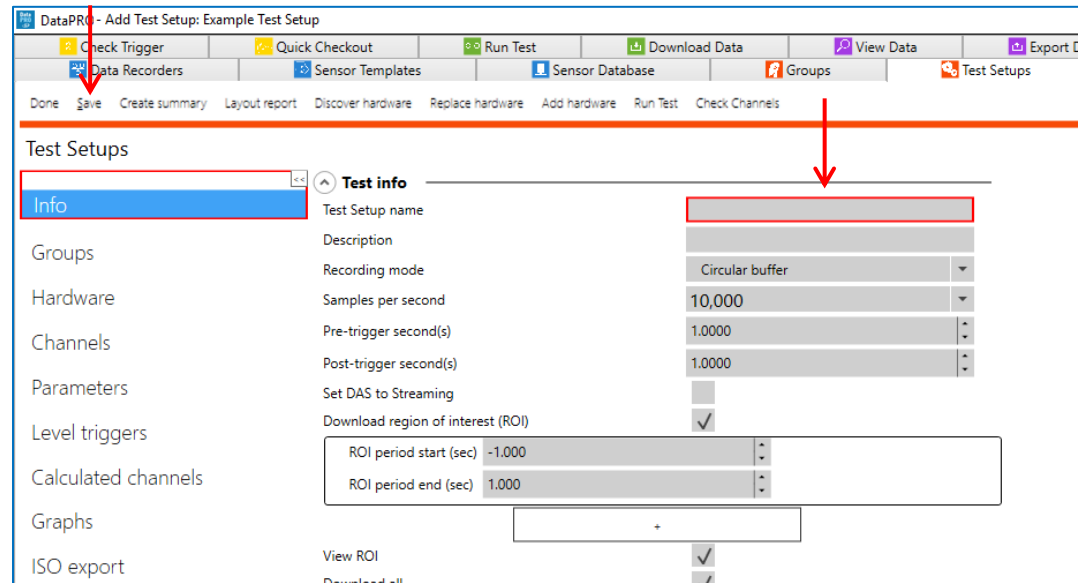 DataPRO - Add Test Setup: Example Test Setup
Check Trigger Quick Checkout Run Test Download Data View Data Export D
Data Recorders Sensor Templates Sensor Database Groups Test Setups
Done Save Create summary Layout report Discover hardware Replace hardware Add hardware Run Test Check Channels
Test Setups
<<
Info
Groups
Hardware
Channels
Parameters
Level triggers
Calculated channels
Graphs
ISO export
Test info
Test Setup name
Description
Recording mode Circular buffer
Samples per second 10,000
Pre-trigger second(s) 1.0000
Post-trigger second(s) 1.0000
Set DAS to Streaming
Download region of interest (ROI)
ROI period start (sec) -1.000
ROI period end (sec) 1.000
+
View ROI
Download all